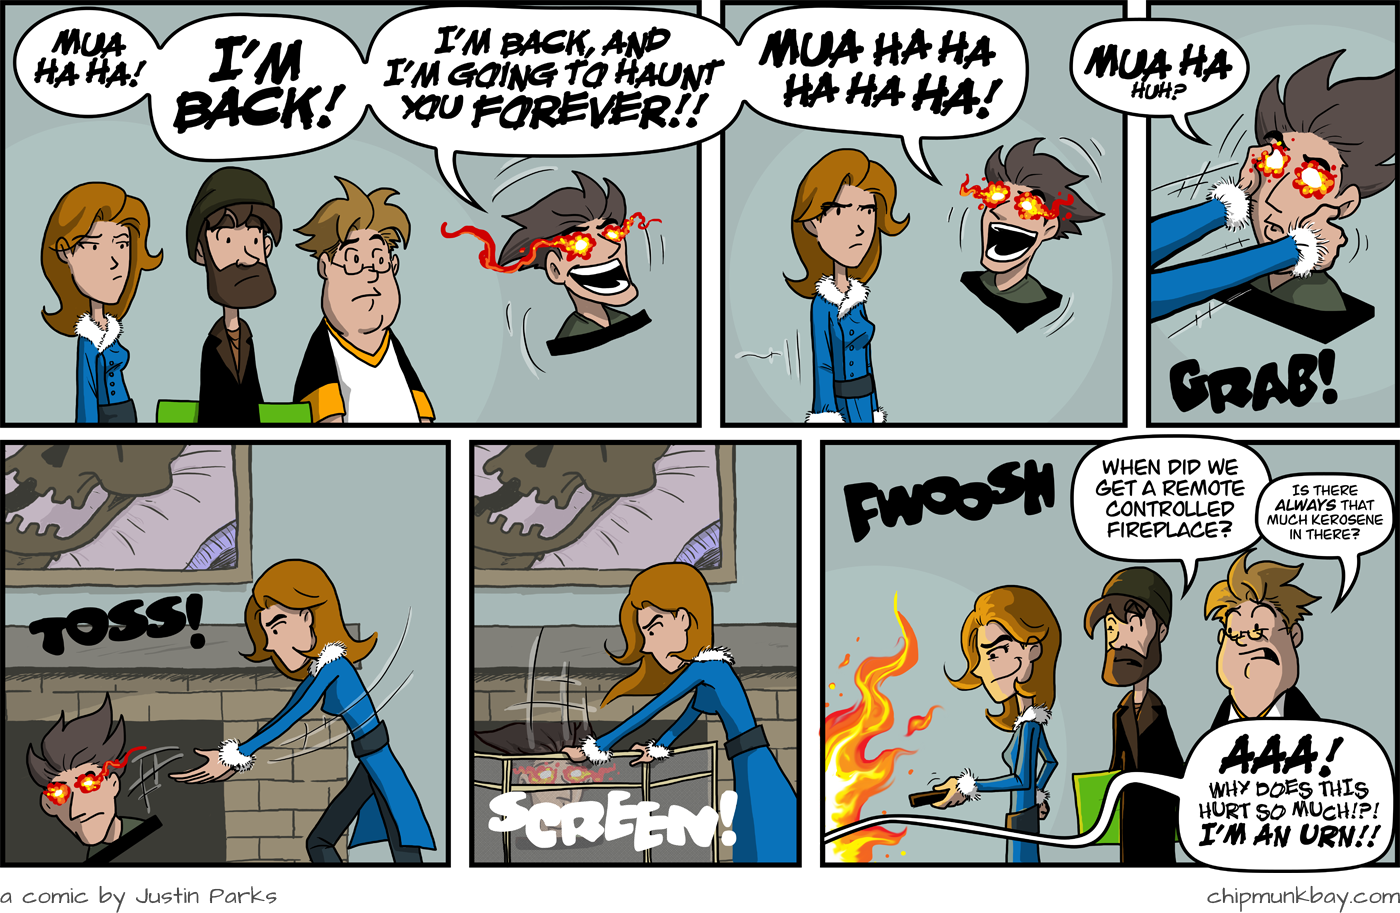 MUA
HA HA!
I'M
BACK!
I'M BACK, AND
I'M GOING TO HAUNT
YOU FOREVER!!
MUA HA HA
HA HA HA!
MUA HA
HUH?
GRAB!
TOSS!
SCREEN!
FWOOSH
WHEN DID WE
GET A REMOTE
CONTROLLED
FIREPLACE?
IS THERE
ALWAYS THAT
MUCH KEROSENE
IN THERE?
AAA!
WHY DOES THIS
HURT SO MUCH!?!
I'M AN URN!!
a comic by Justin Parks
chipmunkbay.com